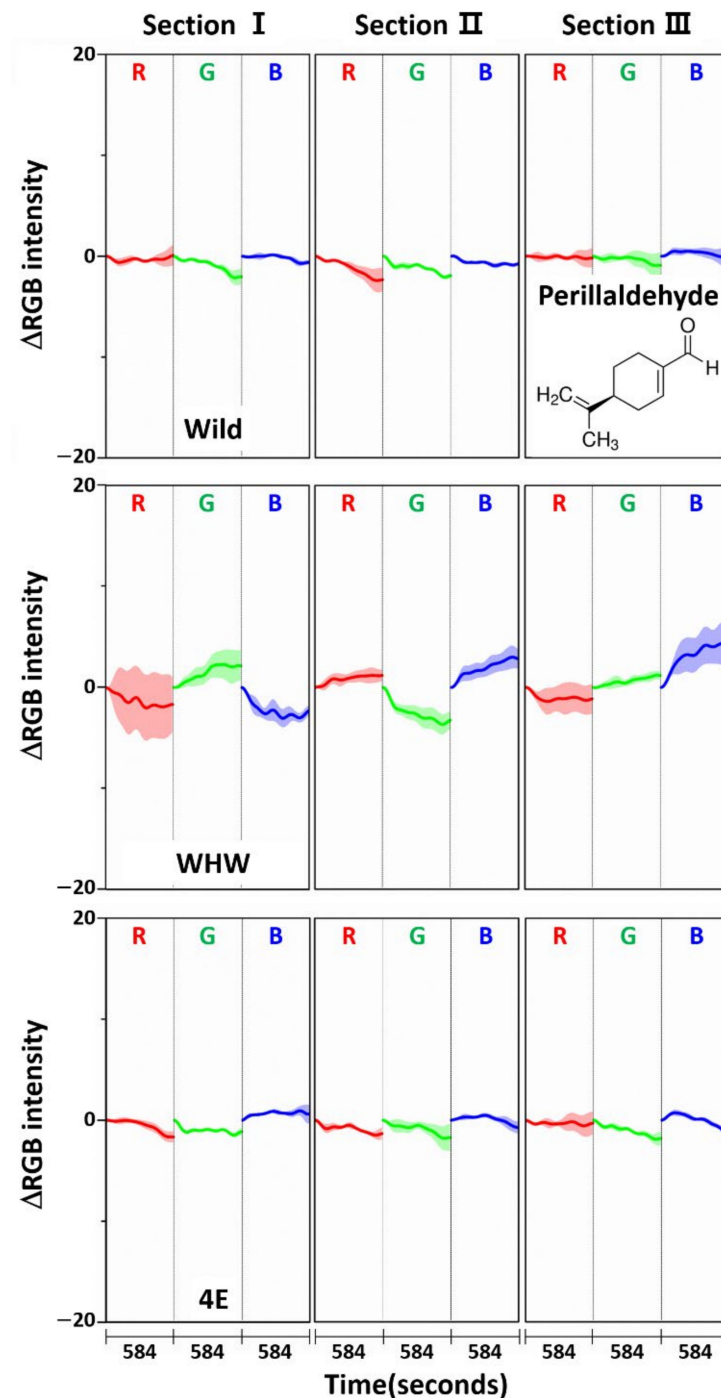 Section Ⅰ Section Ⅱ Section Ⅲ
20
R G B R G B R G B
ΔRGB intensity
0
Perillaldehyde
O
H
H₂C
CH₃
Wild
−20
20
R G B R G B R G B
ΔRGB intensity
0
WHW
−20
20
R G B R G B R G B
ΔRGB intensity
0
4E
−20
584 584 584 584 584 584 584 584 584
Time(seconds)